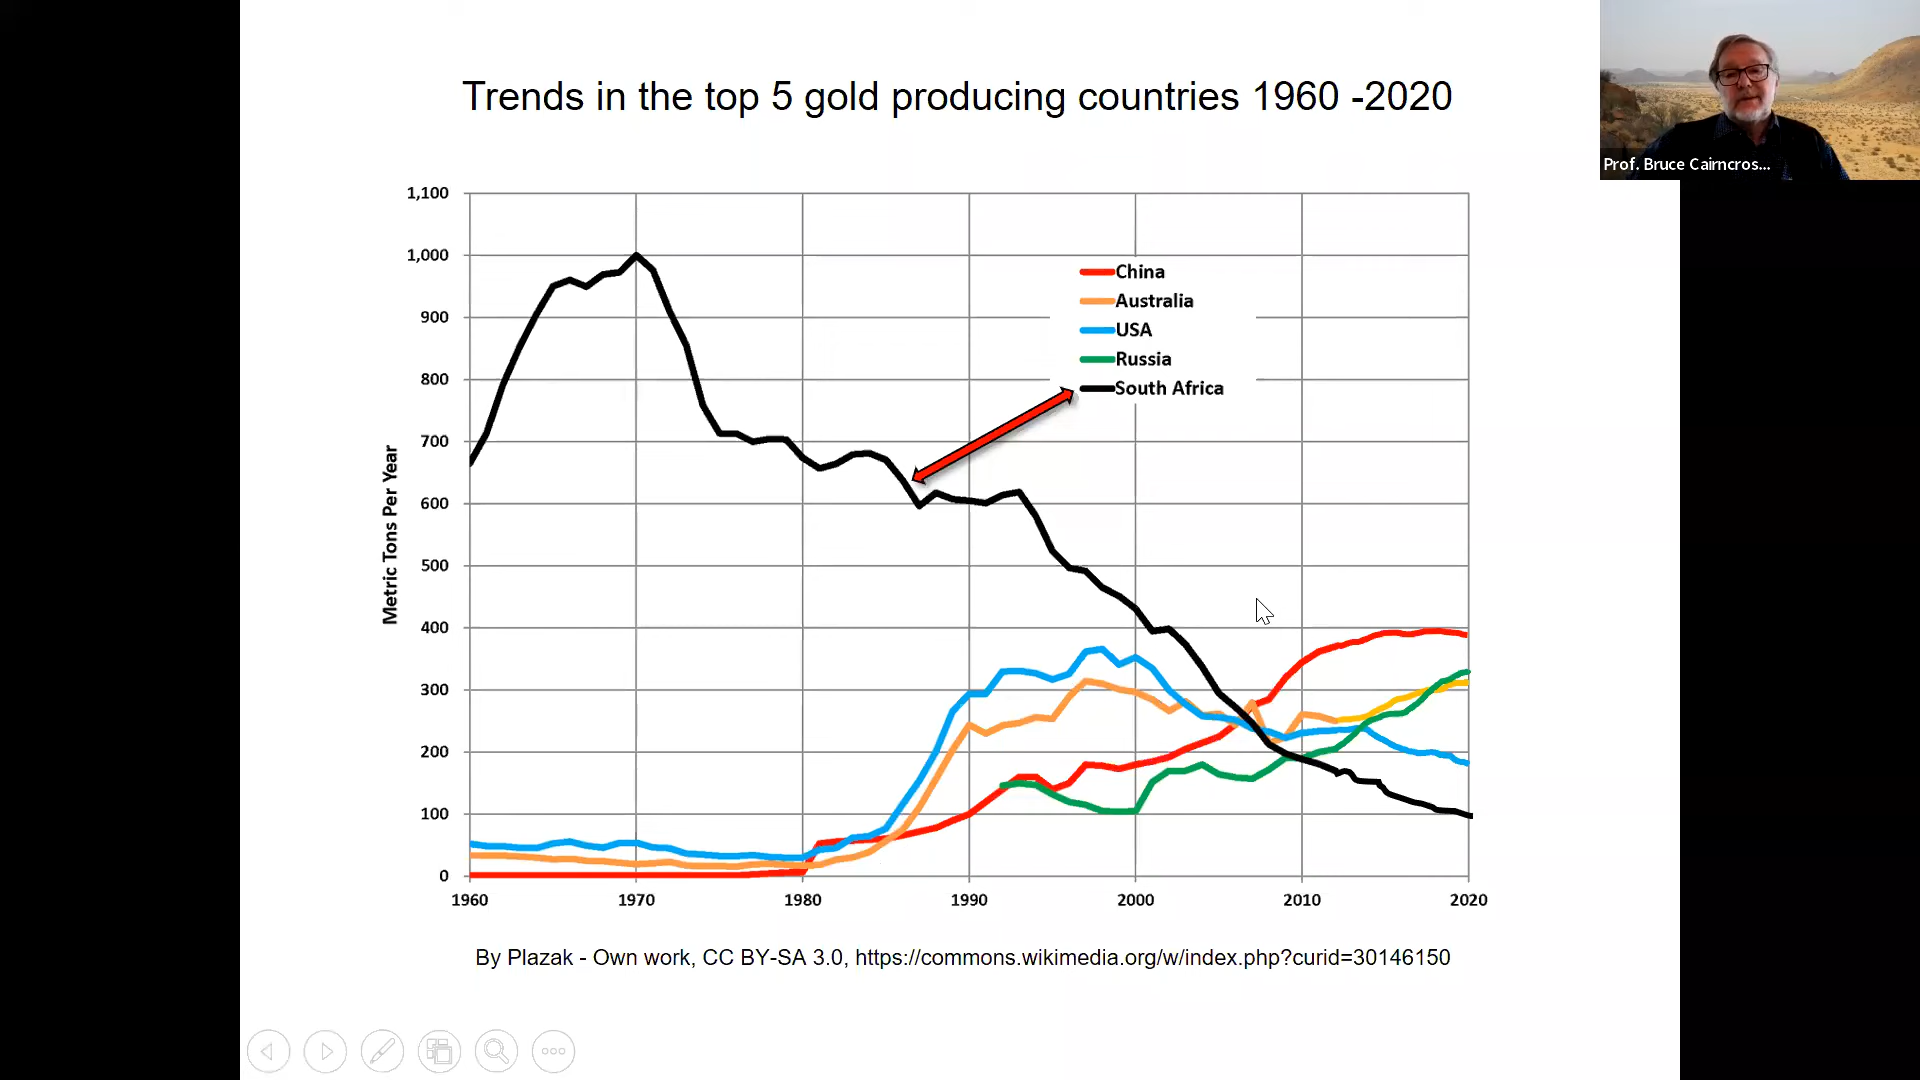 Trends in the top 5 gold producing countries 1960 -2020
Prof. Bruce Cairncros...
1,100
1,000
900
800
700
600
500
400
300
200
100
0
Metric Tons Per Year
China
Australia
USA
Russia
South Africa
1960 1970 1980 1990 2000 2010 2020
By Plazak - Own work, CC BY-SA 3.0, https://commons.wikimedia.org/w/index.php?curid=30146150